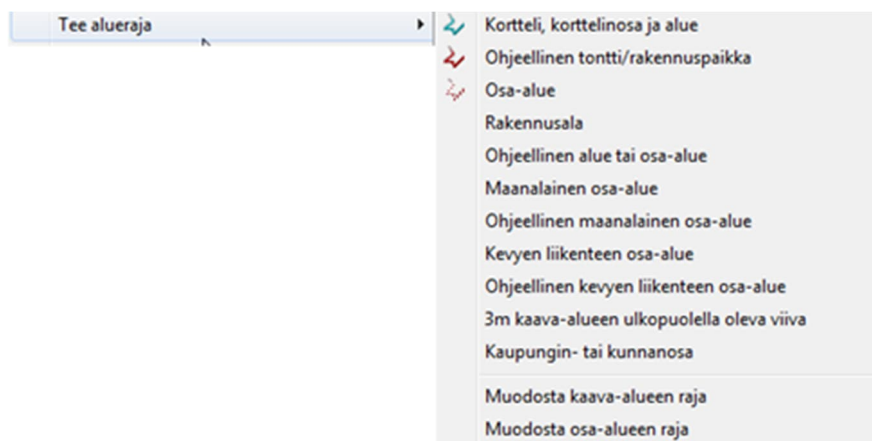 Tee alueraja
Kortteli, korttelinosa ja alue
Ohjeellinen tontti/rakennuspaikka
Osa-alue
Rakennusala
Ohjeellinen alue tai osa-alue
Maanalainen osa-alue
Ohjeellinen maanalainen osa-alue
Kevyen liikenteen osa-alue
Ohjeellinen kevyen liikenteen osa-alue
3m kaava-alueen ulkopuolella oleva viiva
Kaupungin- tai kunnanosa
Muodosta kaava-alueen raja
Muodosta osa-alueen raja